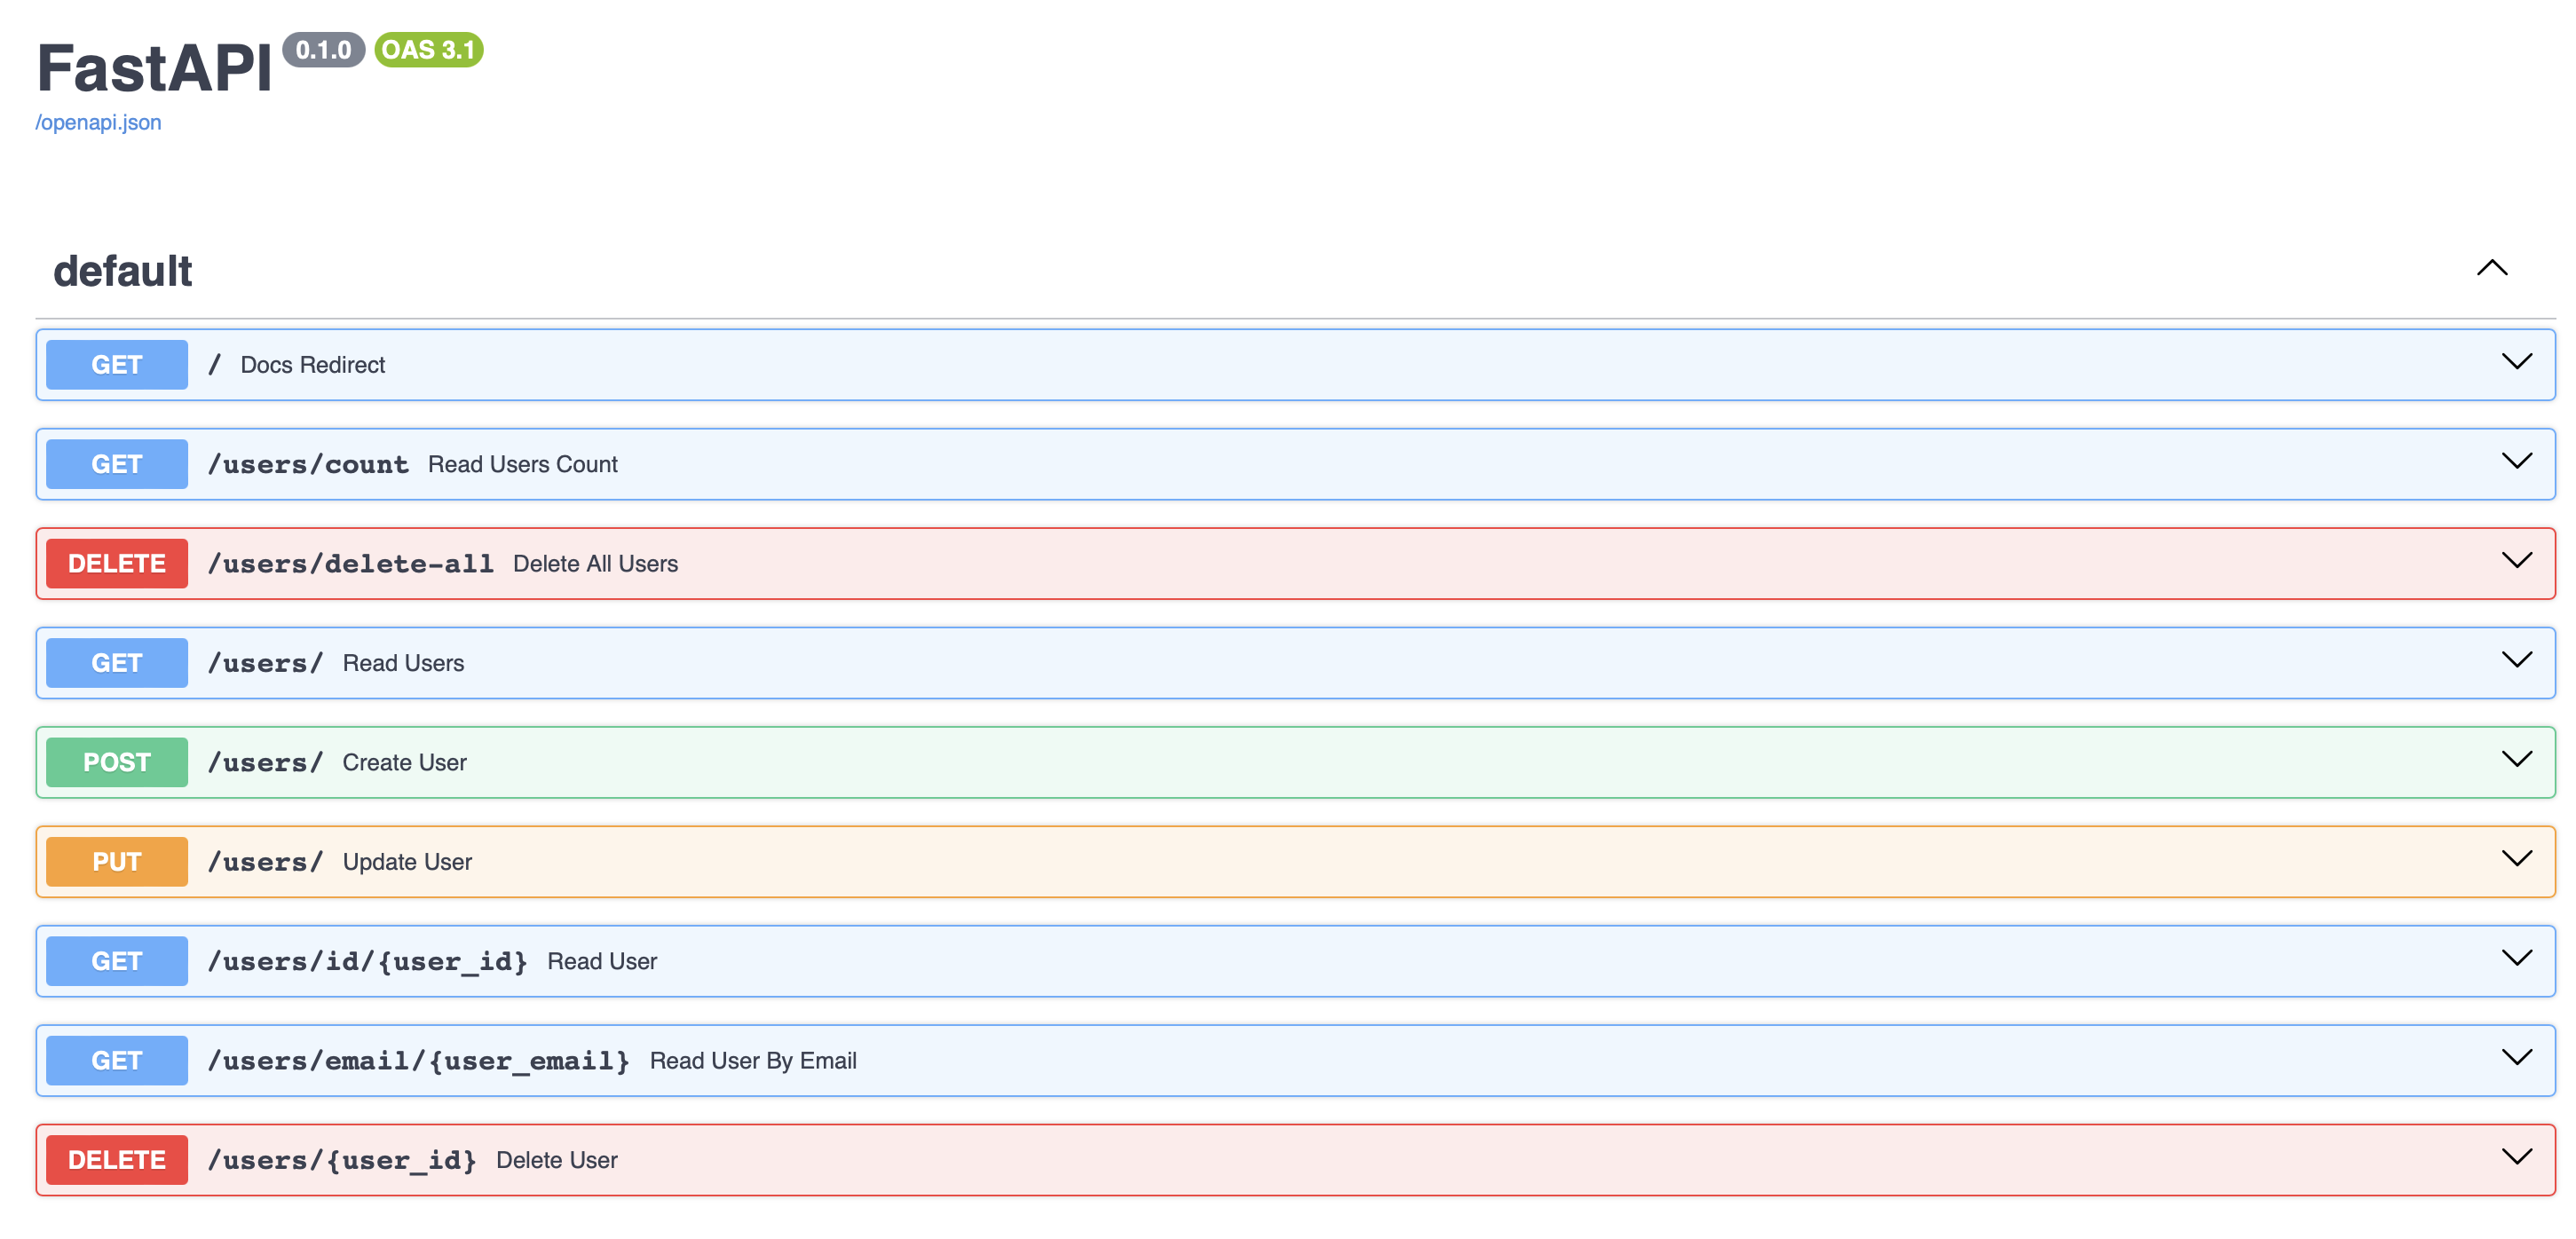 FastAPI 0.1.0 OAS 3.1
/openapi.json
default
GET / Docs Redirect
GET /users/count Read Users Count
DELETE /users/delete-all Delete All Users
GET /users/ Read Users
POST /users/ Create User
PUT /users/ Update User
GET /users/id/{user_id} Read User
GET /users/email/{user_email} Read User By Email
DELETE /users/{user_id} Delete User